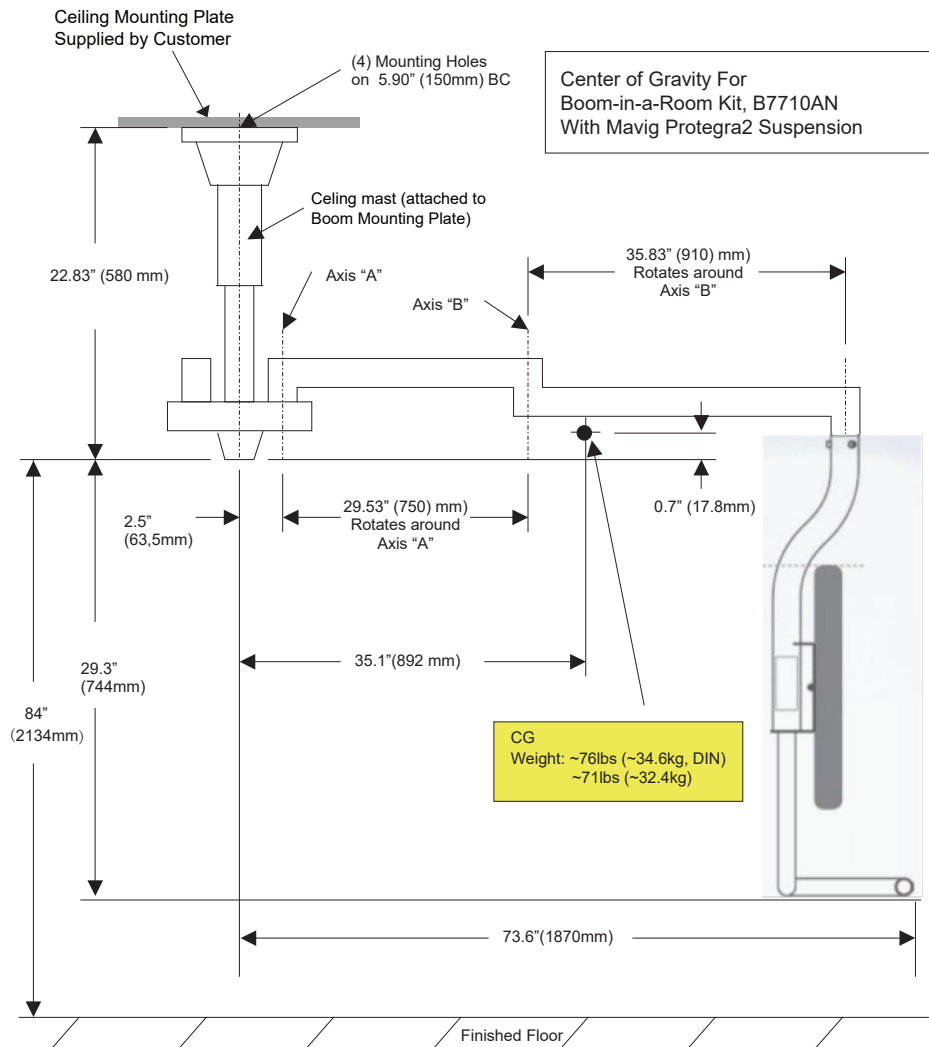 Ceiling Mounting Plate
Supplied by Customer
(4) Mounting Holes
on 5.90” (150mm) BC
Center of Gravity For
Boom-in-a-Room Kit, B7710AN
With Mavig Protegra2 Suspension
Celing mast (attached to
Boom Mounting Plate)
22.83” (580 mm)
Axis “A”
Axis “B”
35.83” (910) mm
Rotates around
Axis “B”
2.5”
(63,5mm)
29.53” (750) mm
Rotates around
Axis “A”
0.7” (17.8mm)
35.1”(892 mm)
29.3”
(744mm)
84”
(2134mm)
CG
Weight: ~76lbs (~34.6kg, DIN)
~71lbs (~32.4kg)
73.6”(1870mm)
Finished Floor